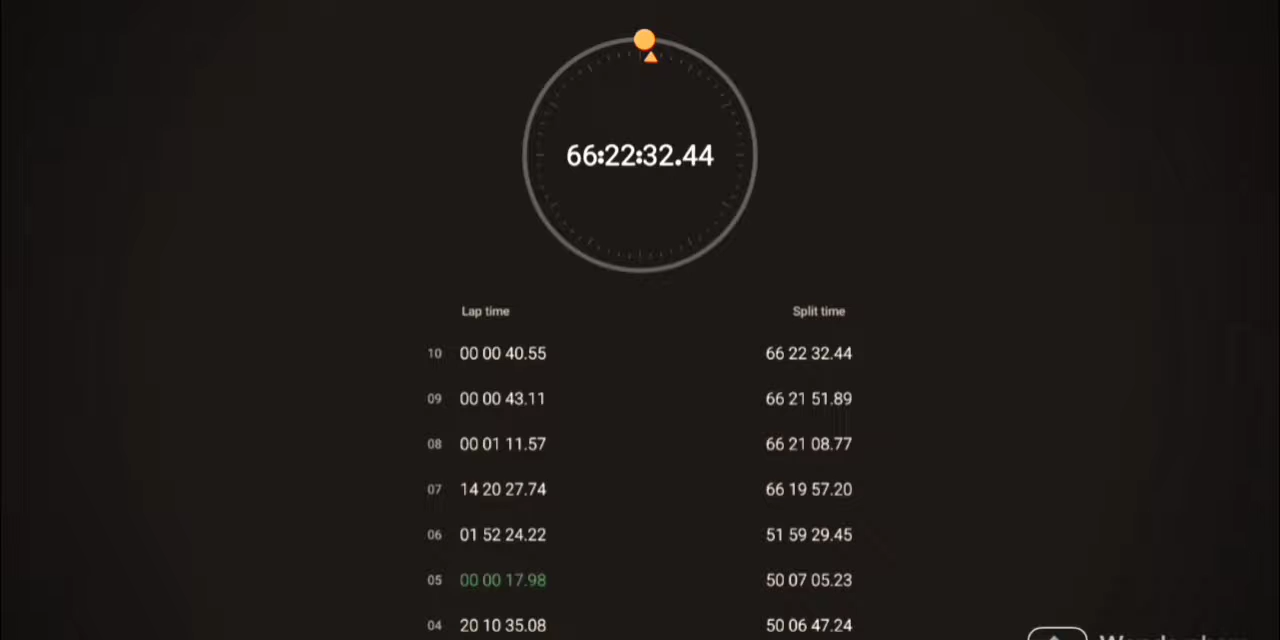 66:22:32.44
Lap time Split time
10 00 00 40.55 66 22 32.44
09 00 00 43.11 66 21 51.89
08 00 01 11.57 66 21 08.77
07 14 20 27.74 66 19 57.20
06 01 52 24.22 51 59 29.45
05 00 00 17.98 50 07 05.23
04 20 10 35.08 50 06 47.24